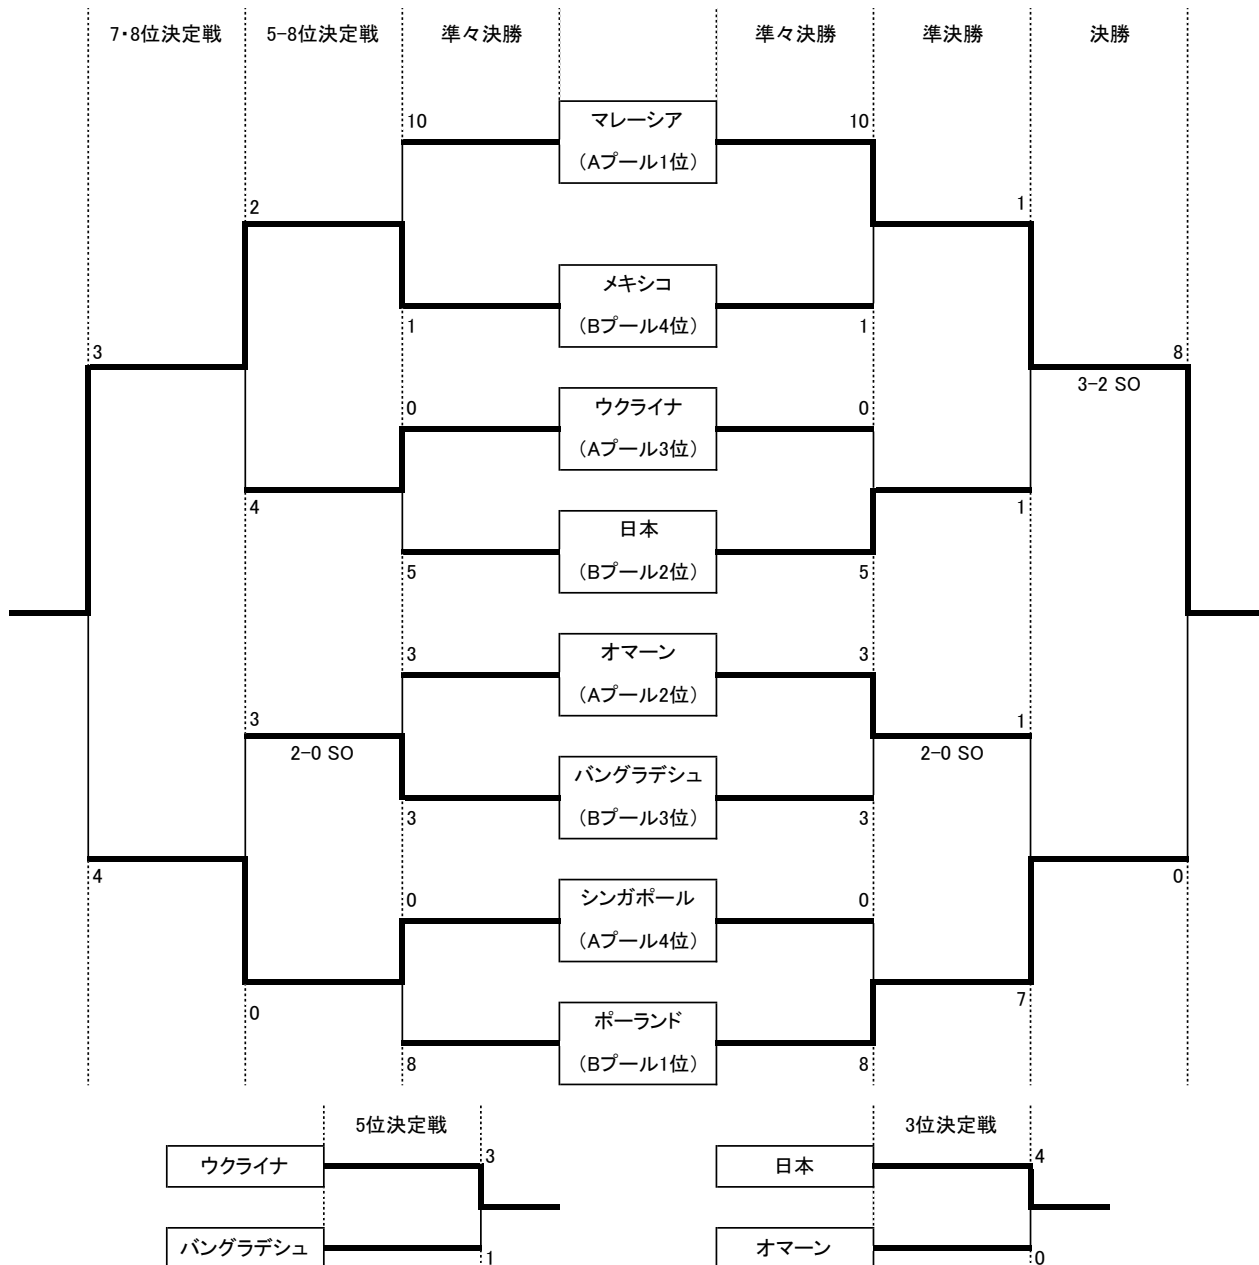 7・8位決定戦 5-8位決定戦 準々決勝 準々決勝 準決勝 決勝
10 マレーシア 10
(Aプール1位)
2 1
メキシコ
1 (Bプール4位) 1
3 8
3-2 SO
0 ウクライナ 0
(Aプール3位)
4 1
日本
5 (Bプール2位) 5
3 オマーン 3
(Aプール2位)
3 1
2-0 SO 2-0 SO
バングラデシュ
3 (Bプール3位) 3
4 0
0 シンガポール 0
(Aプール4位)
0 7
ポーランド
8 (Bプール1位) 8
5位決定戦 3位決定戦
ウクライナ 3 日本 4
バングラデシュ 1 オマーン 0